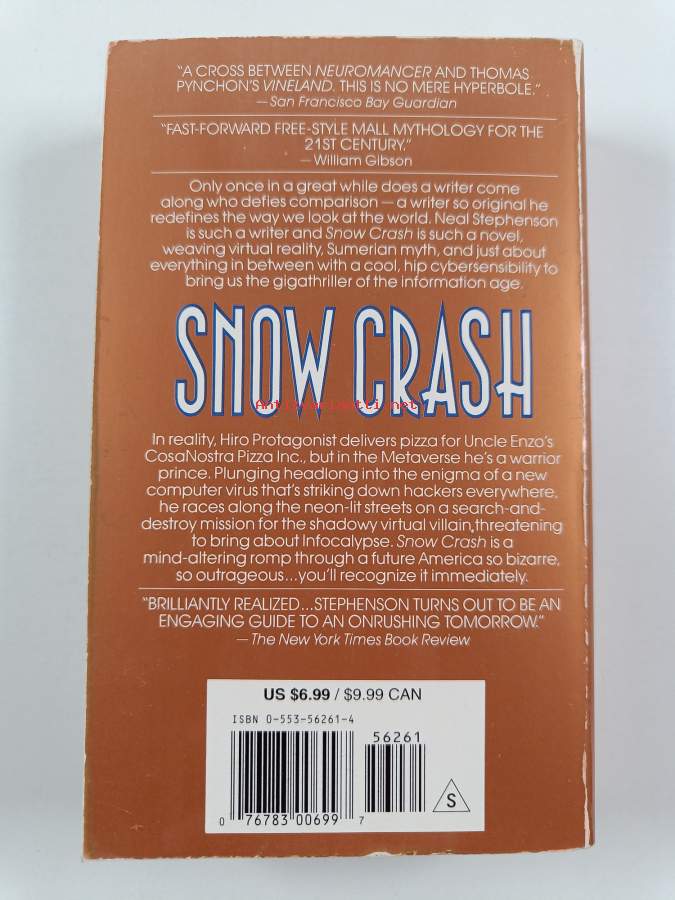 "A CROSS BETWEEN NEUROMANCER AND THOMAS
PYNCHON'S VINELAND. THIS IS NO MERE HYPERBOLE."
—San Francisco Bay Guardian
"FAST-FORWARD FREE-STYLE MALL MYTHOLOGY FOR THE
21ST CENTURY."
—William Gibson
Only once in a great while does a writer come
along who defies comparison—a writer so original he
redefines the way we look at the world. Neal Stephenson
is such a writer and Snow Crash is such a novel,
weaving virtual reality, Sumerian myth, and just about
everything in between with a cool, hip cybersensibility to
bring us the gigathriller of the information age.
SNOW CRASH
Antikvariaatti.net
In reality, Hiro Protagonist delivers pizza for Uncle Enzo's
CosaNostra Pizza Inc., but in the Metaverse he's a warrior
prince. Plunging headlong into the enigma of a new
computer virus that's striking down hackers everywhere,
he races along the neon-lit streets on a search-and-
destroy mission for the shadowy virtual villain threatening
to bring about Infocalypse. Snow Crash is a
mind-altering romp through a future America so bizarre,
so outrageous...you'll recognize it immediately.
"BRILLIANTLY REALIZED...STEPHENSON TURNS OUT TO BE AN
ENGAGING GUIDE TO AN ONRUSHING TOMORROW."
—The New York Times Book Review
US $6.99 / $9.99 CAN
ISBN 0-553-56261-4
56261
0 76783 00699 7
S